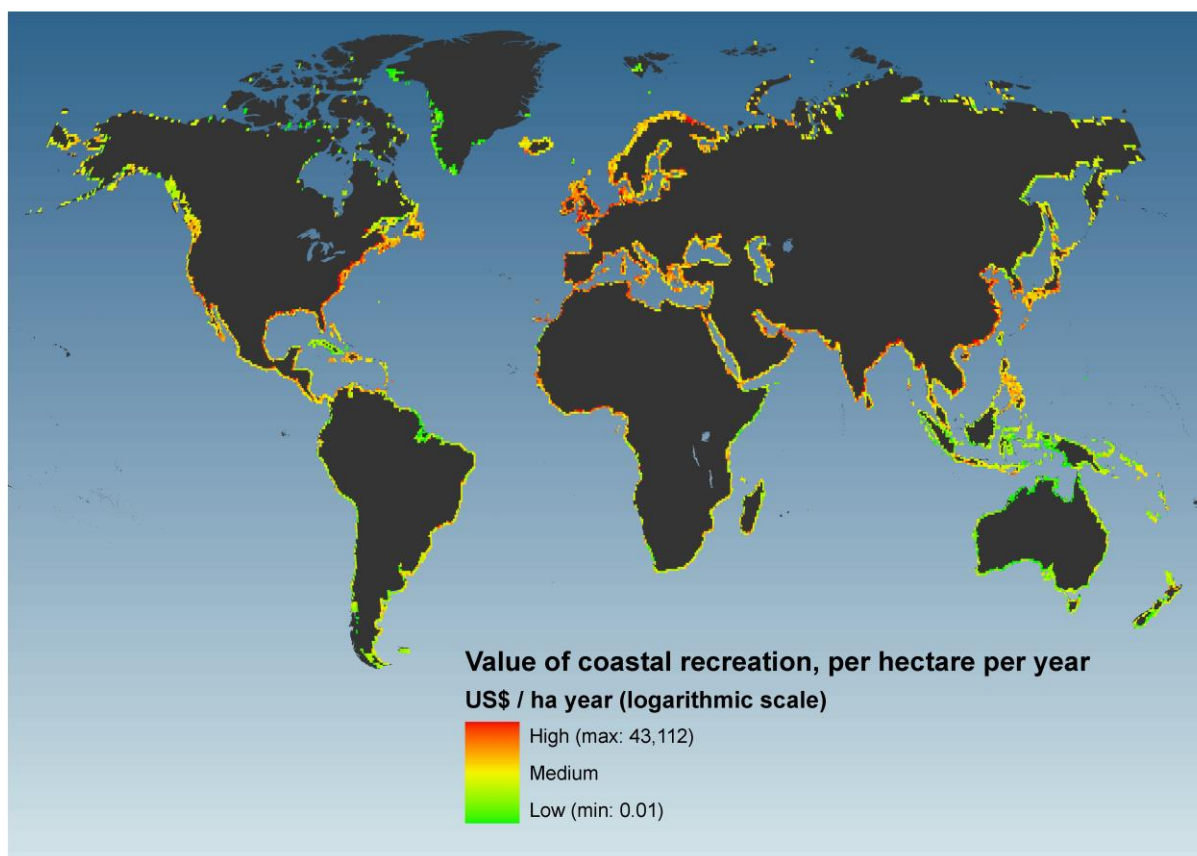 Value of coastal recreation, per hectare per year
US$ / ha year (logarithmic scale)
High (max: 43,112)
Medium
Low (min: 0.01)